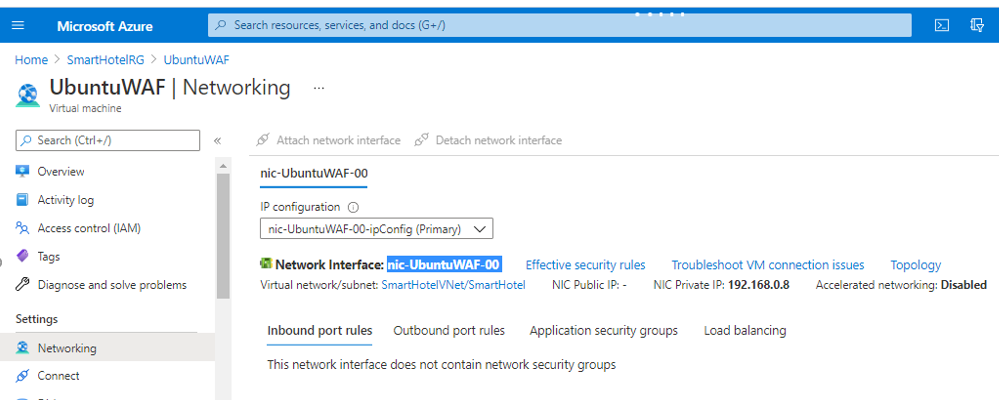 Microsoft Azure
Search resources, services, and docs (G+/)
Home > SmartHotelRG > UbuntuWAF
UbuntuWAF | Networking ...
Virtual machine
Search (Ctrl+/) «
Overview
Activity log
Access control (IAM)
Tags
Diagnose and solve problems
Settings
Networking
Connect
Attach network interface Detach network interface
nic-UbuntuWAF-00
IP configuration
nic-UbuntuWAF-00-ipConfig (Primary)
Network Interface: nic-UbuntuWAF-00 Effective security rules Troubleshoot VM connection issues Topology
Virtual network/subnet: SmartHotelVNet/SmartHotel NIC Public IP: - NIC Private IP: 192.168.0.8 Accelerated networking: Disabled
Inbound port rules Outbound port rules Application security groups Load balancing
This network interface does not contain network security groups